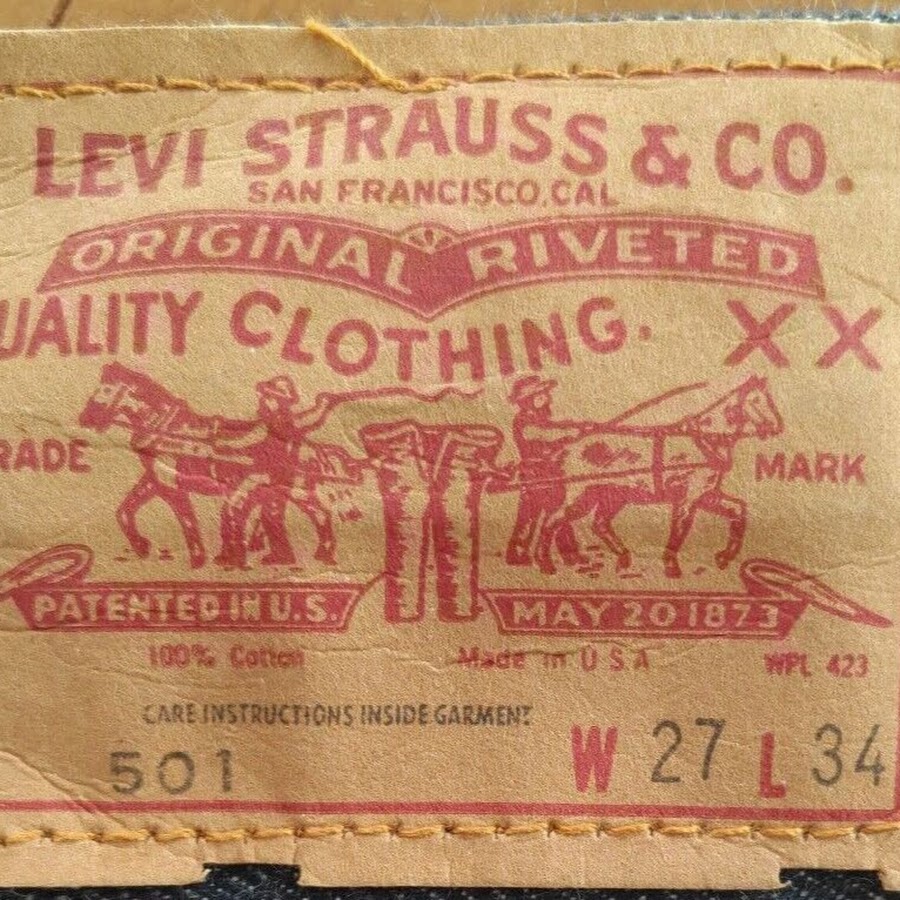 LEVI STRAUSS & CO.
SAN FRANCISCO, CAL
ORIGINAL RIVETED
UALITY CLOTHING. XX
RADE MARK
PATENTED IN U.S. MAY 20 1873
100% Cotton Made in U S A WPL 423
CARE INSTRUCTIONS INSIDE GARMENT
501 W 27 L 34